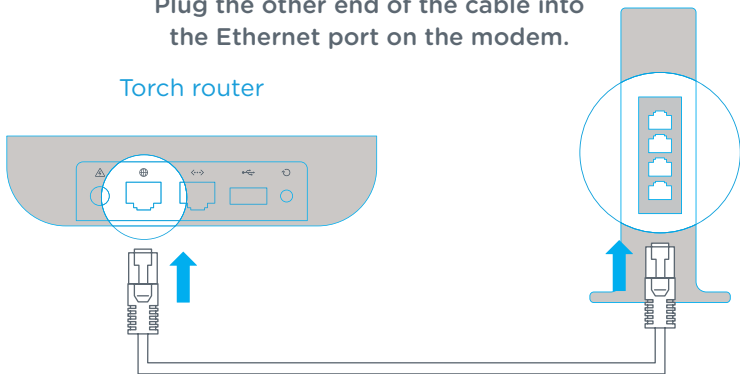 Plug the other end of the cable into
the Ethernet port on the modem.
Torch router